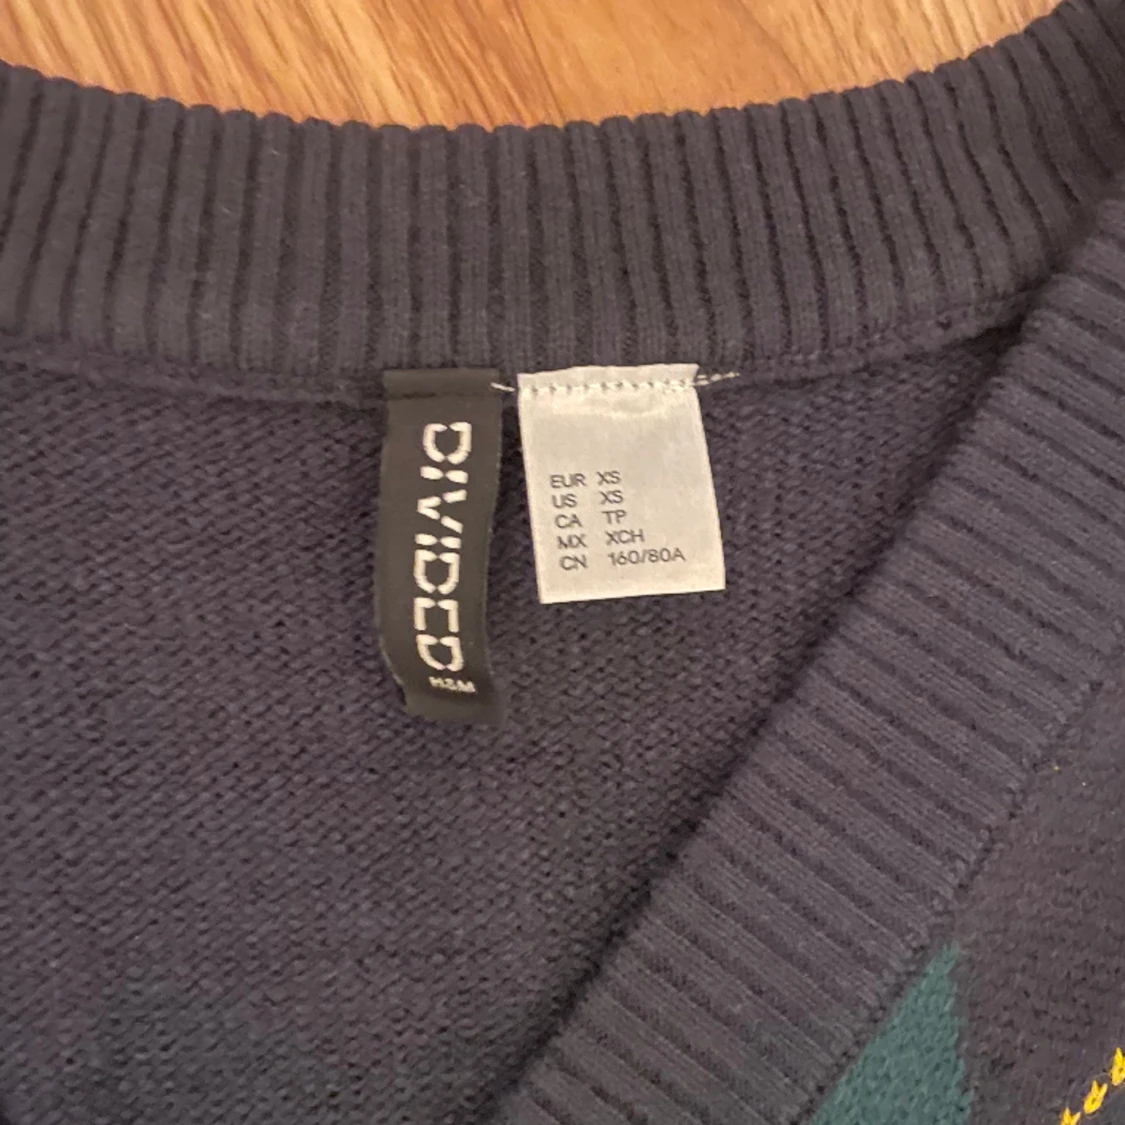 DIVIDED
H&M
EUR XS
US XS
CA TP
MX XCH
CN 160/80A